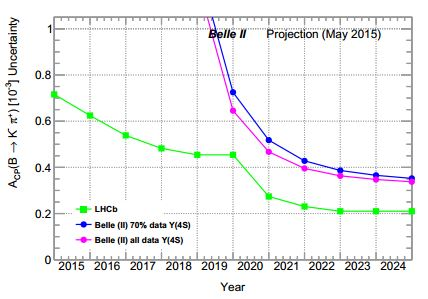 Belle II Projection (May 2015)
A_CP(B → K⁻ π⁺) [10⁻³] Uncertainty
1
0.8
0.6
0.4
0.2
0
LHCb
Belle (II) 70% data Y(4S)
Belle (II) all data Y(4S)
2015 2016 2017 2018 2019 2020 2021 2022 2023 2024
Year